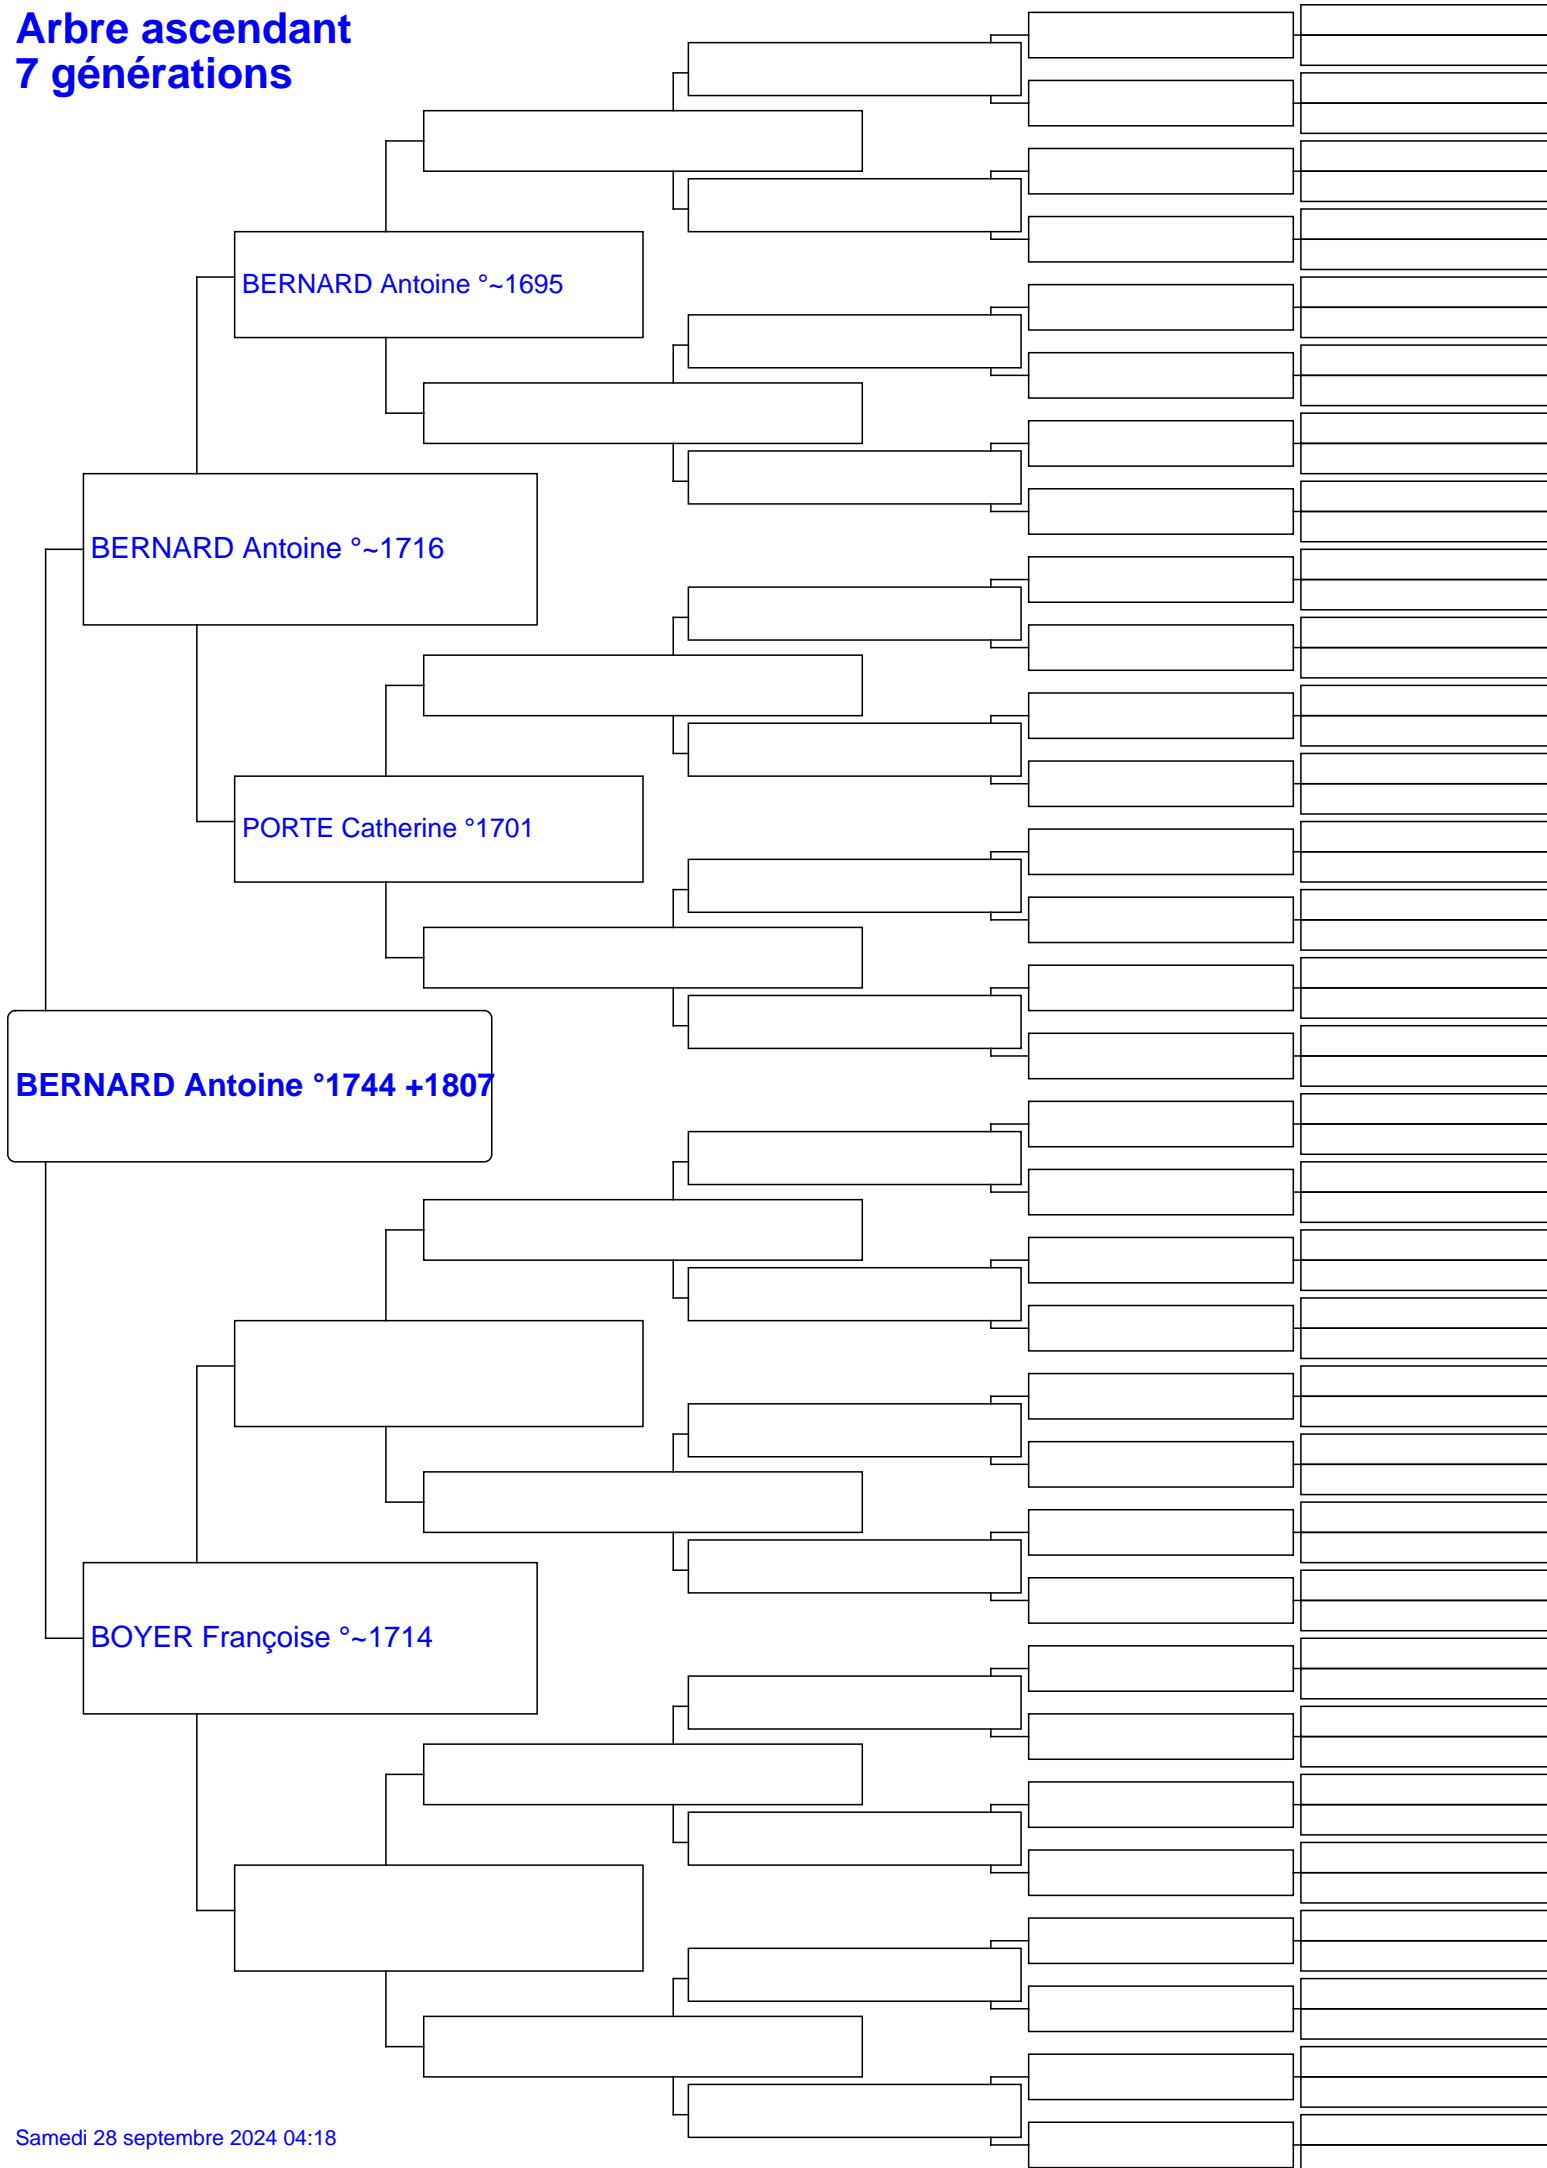 Arbre ascendant
7 générations
BERNARD Antoine °~1695
BERNARD Antoine °~1716
PORTE Catherine °1701
BERNARD Antoine °1744 +1807
BOYER Françoise °~1714
Samedi 28 septembre 2024 04:18